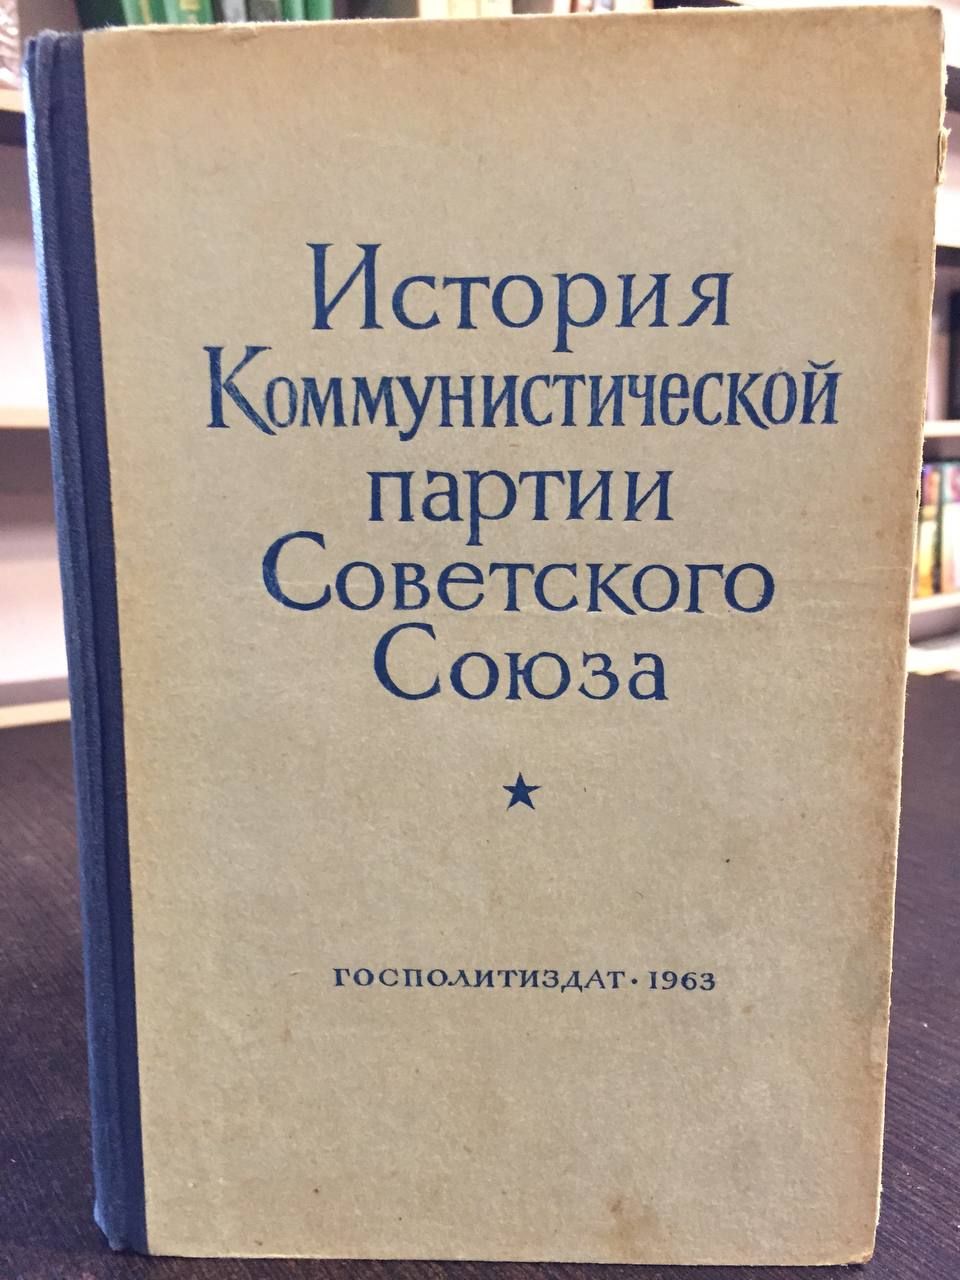 История
Коммунистической
партии
Советского
Союза
ГОСПОЛИТИЗДАТ · 1963